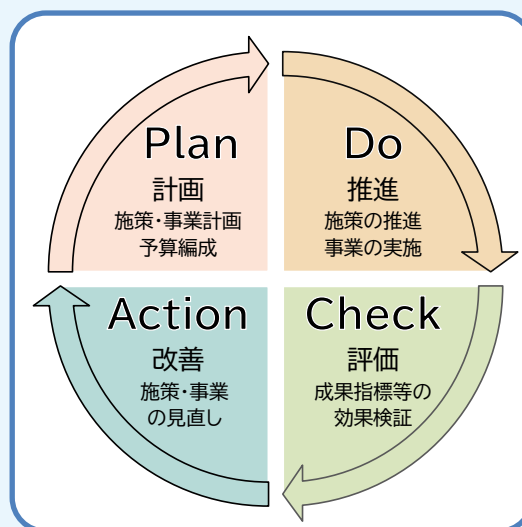 Plan
計画
施策・事業計画
予算編成
Do
推進
施策の推進
事業の実施
Check
評価
成果指標等の
効果検証
Action
改善
施策・事業
の見直し